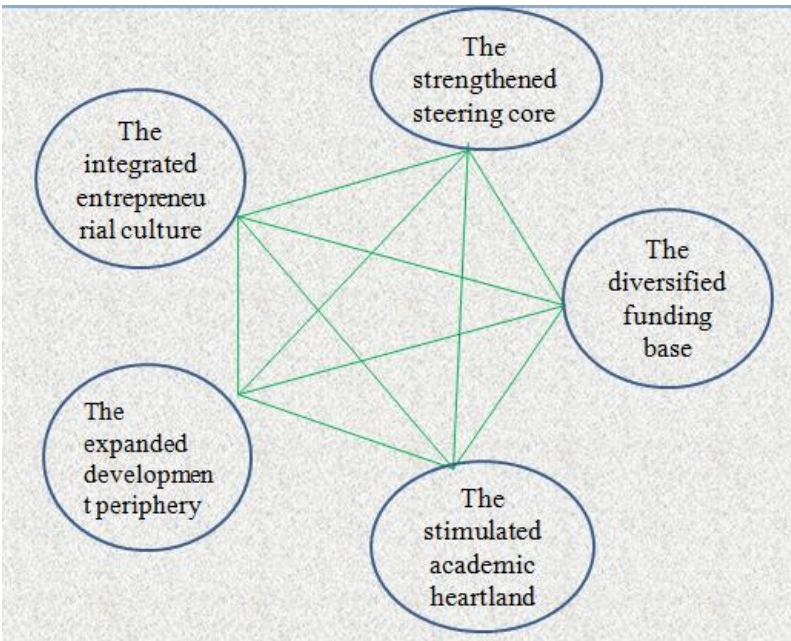 The
strengthened
steering core
The
integrated
entrepreneu
rial culture
The
diversified
funding
base
The
expanded
developmen
t periphery
The
stimulated
academic
heartland